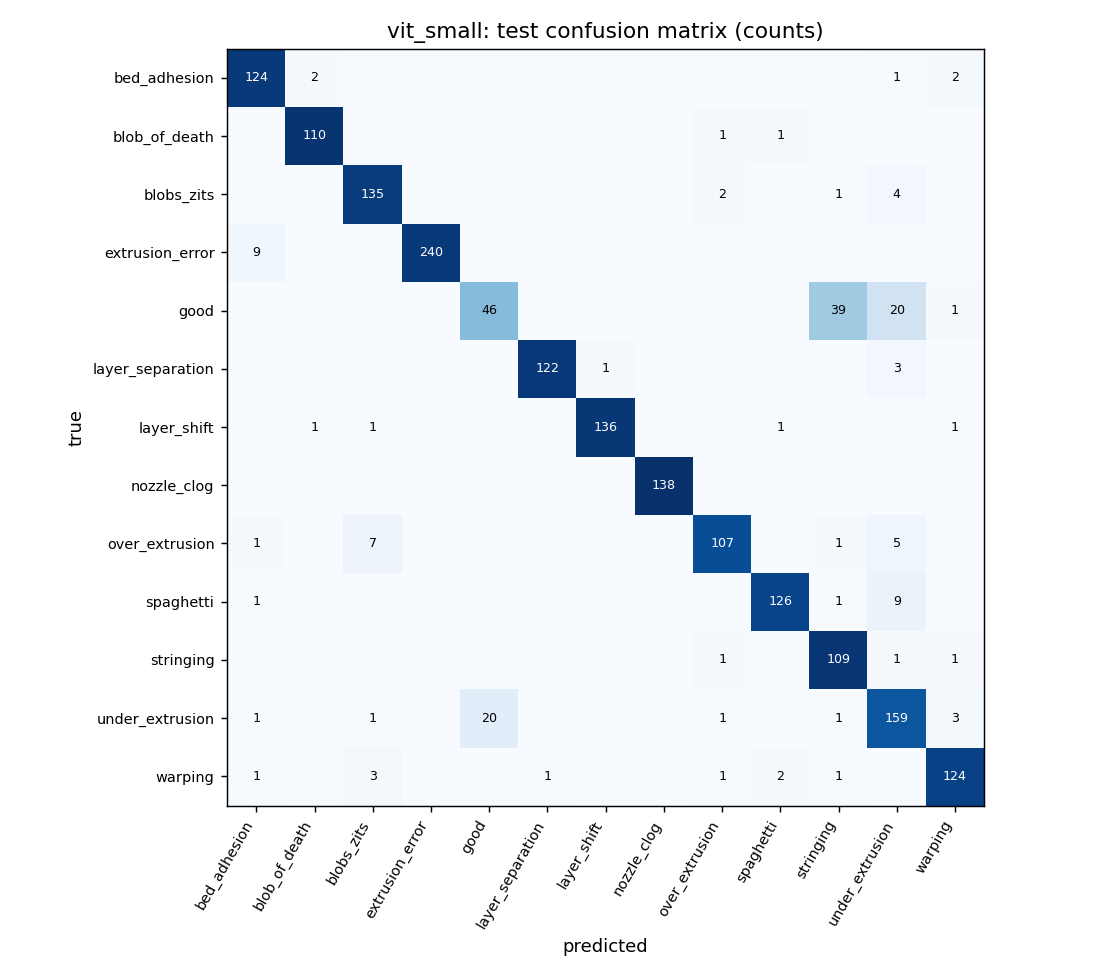 vit_small: test confusion matrix (counts)
bed_adhesion 124 2 1 2
blob_of_death 110 1 1
blobs_zits 135 2 1 4
extrusion_error 9 240
good 46 39 20 1
layer_separation 122 1 3
layer_shift 1 1 136 1 1
nozzle_clog 138
over_extrusion 1 7 107 1 5
spaghetti 1 126 1 9
stringing 1 109 1 1
under_extrusion 1 1 20 1 1 159 3
warping 1 3 1 1 2 1 124
true
bed_adhesion
blob_of_death
blobs_zits
extrusion_error
good
layer_separation
layer_shift
nozzle_clog
over_extrusion
spaghetti
stringing
under_extrusion
warping
predicted